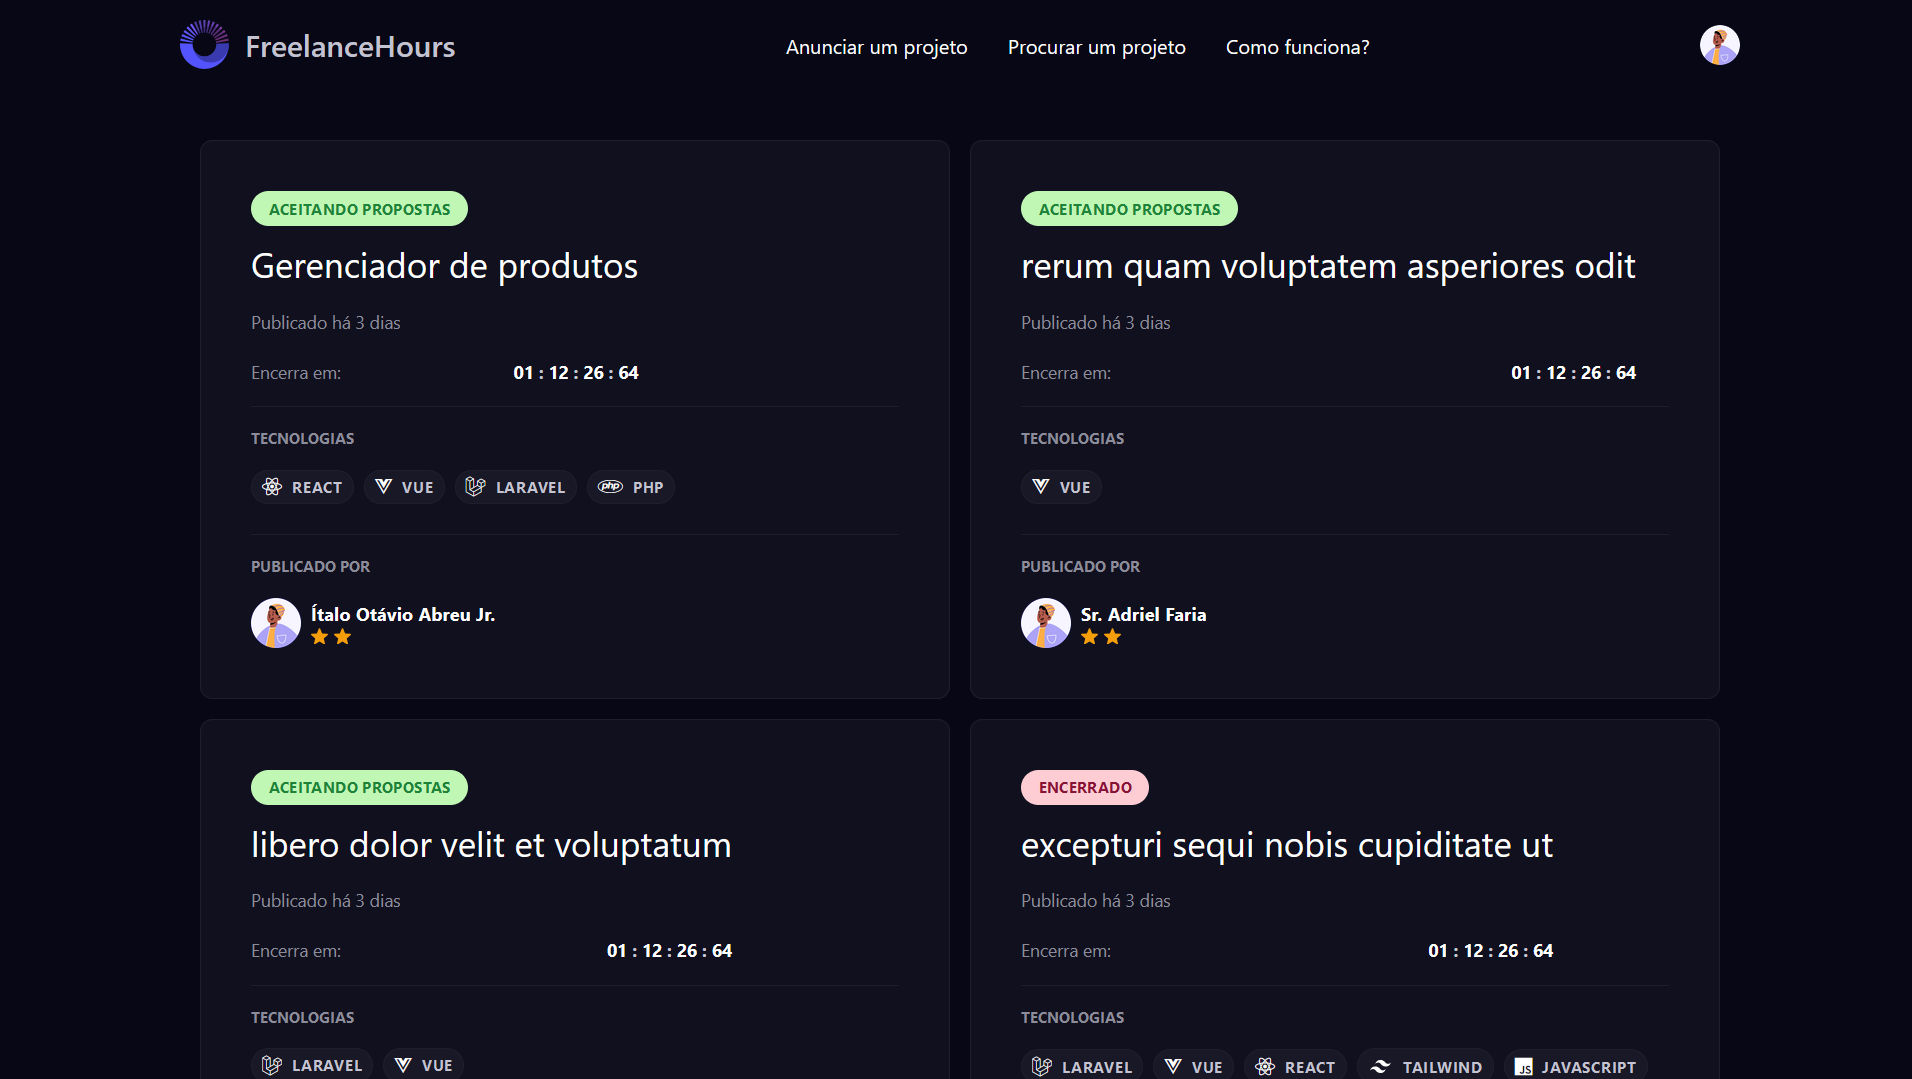 FreelanceHours
Anunciar um projeto
Procurar um projeto
Como funciona?
ACEITANDO PROPOSTAS
Gerenciador de produtos
Publicado há 3 dias
Encerra em:
01 : 12 : 26 : 64
TECNOLOGIAS
REACT
VUE
LARAVEL
php PHP
PUBLICADO POR
Ítalo Otávio Abreu Jr.
ACEITANDO PROPOSTAS
rerum quam voluptatem asperiores odit
Publicado há 3 dias
Encerra em:
01 : 12 : 26 : 64
TECNOLOGIAS
VUE
PUBLICADO POR
Sr. Adriel Faria
ACEITANDO PROPOSTAS
libero dolor velit et voluptatum
Publicado há 3 dias
Encerra em:
01 : 12 : 26 : 64
TECNOLOGIAS
LARAVEL
VUE
ENCERRADO
excepturi sequi nobis cupiditate ut
Publicado há 3 dias
Encerra em:
01 : 12 : 26 : 64
TECNOLOGIAS
LARAVEL
VUE
REACT
TAILWIND
JS JAVASCRIPT